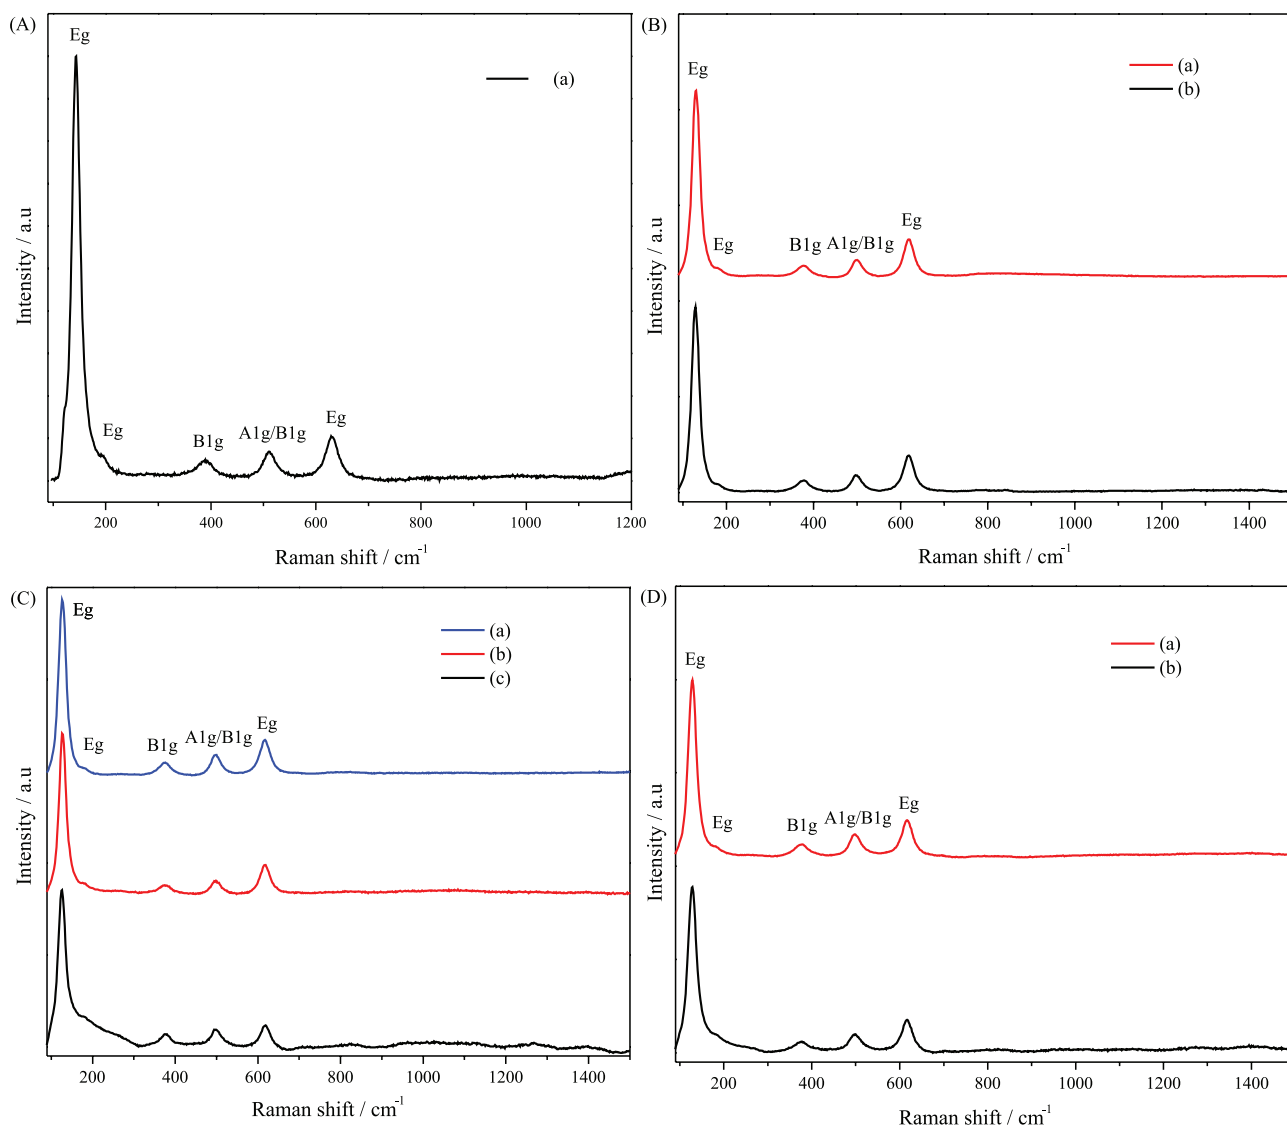 (A)
Eg
(a)
Eg
B1g
A1g/B1g
Eg
Intensity / a.u
200
400
600
800
1000
1200
Raman shift / cm-1
(B)
Eg
(a)
(b)
Eg
B1g
A1g/B1g
Eg
Intensity / a.u
200
400
600
800
1000
1200
1400
Raman shift / cm-1
(C)
Eg
(a)
(b)
(c)
Eg
B1g
A1g/B1g
Eg
Intensity / a.u
200
400
600
800
1000
1200
1400
Raman shift / cm-1
(D)
Eg
(a)
(b)
Eg
B1g
A1g/B1g
Eg
Intensity / a.u
200
400
600
800
1000
1200
1400
Raman shift / cm-1